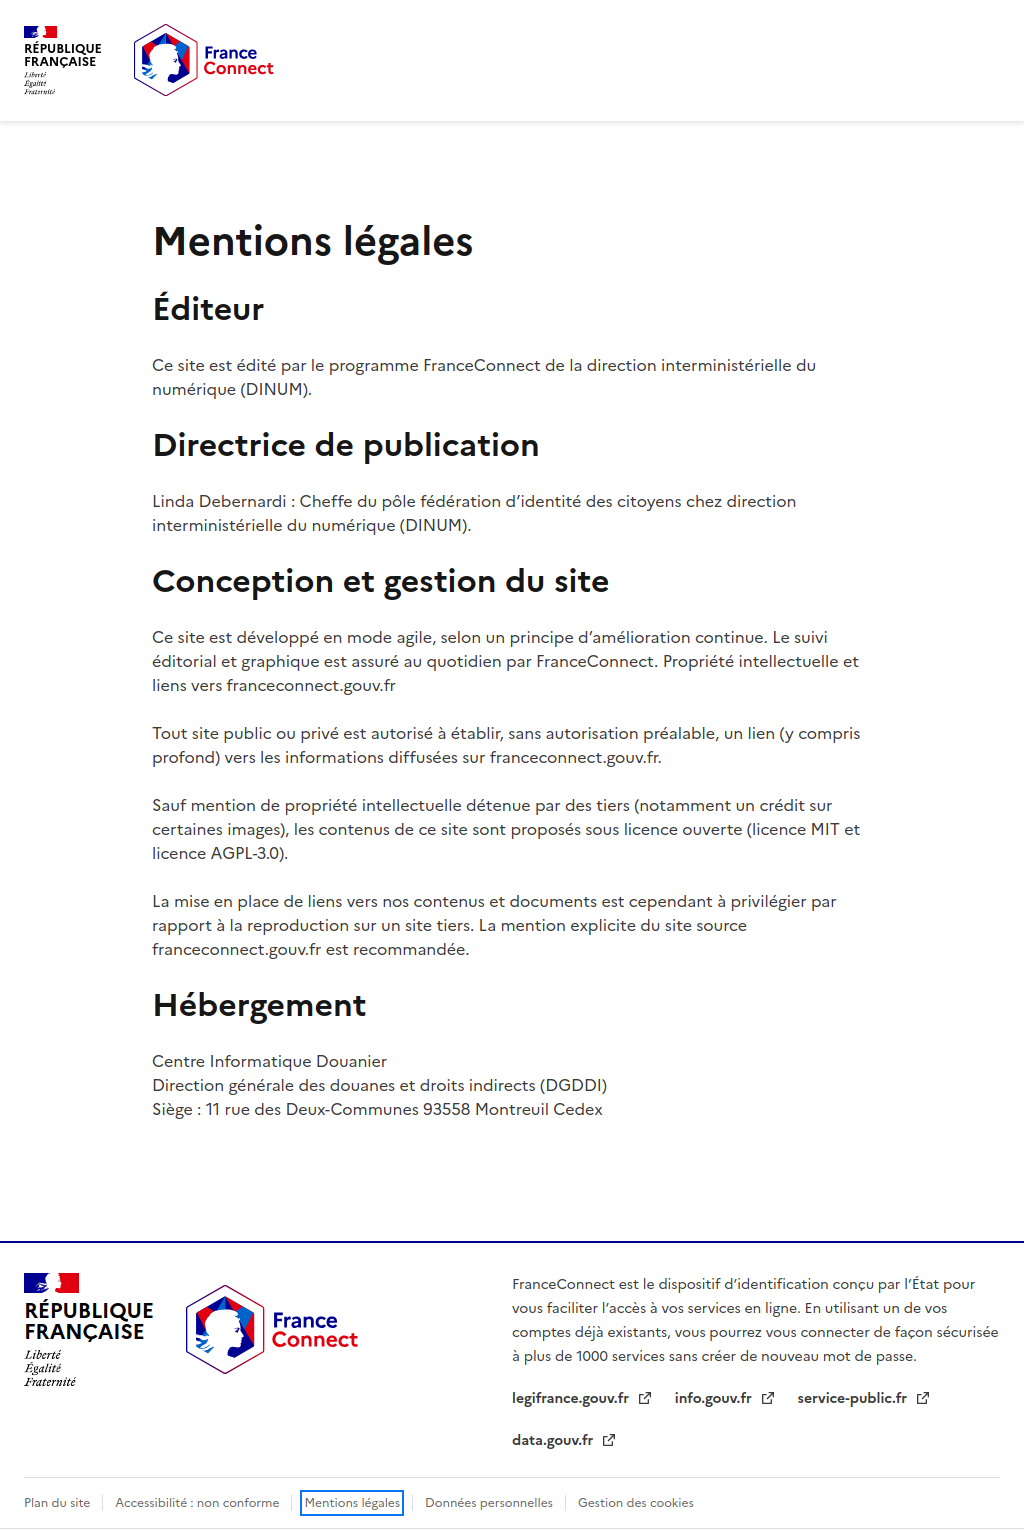 RÉPUBLIQUE
FRANÇAISE
Liberté
Égalité
Fraternité
France
Connect
Mentions légales
Éditeur
Ce site est édité par le programme FranceConnect de la direction interministérielle du
numérique (DINUM).
Directrice de publication
Linda Debernardi : Cheffe du pôle fédération d’identité des citoyens chez direction
interministérielle du numérique (DINUM).
Conception et gestion du site
Ce site est développé en mode agile, selon un principe d’amélioration continue. Le suivi
éditorial et graphique est assuré au quotidien par FranceConnect. Propriété intellectuelle et
liens vers franceconnect.gouv.fr
Tout site public ou privé est autorisé à établir, sans autorisation préalable, un lien (y compris
profond) vers les informations diffusées sur franceconnect.gouv.fr.
Sauf mention de propriété intellectuelle détenue par des tiers (notamment un crédit sur
certaines images), les contenus de ce site sont proposés sous licence ouverte (licence MIT et
licence AGPL-3.0).
La mise en place de liens vers nos contenus et documents est cependant à privilégier par
rapport à la reproduction sur un site tiers. La mention explicite du site source
franceconnect.gouv.fr est recommandée.
Hébergement
Centre Informatique Douanier
Direction générale des douanes et droits indirects (DGDDI)
Siège : 11 rue des Deux-Communes 93558 Montreuil Cedex
RÉPUBLIQUE
FRANÇAISE
Liberté
Égalité
Fraternité
France
Connect
FranceConnect est le dispositif d’identification conçu par l’État pour
vous faciliter l’accès à vos services en ligne. En utilisant un de vos
comptes déjà existants, vous pourrez vous connecter de façon sécurisée
à plus de 1000 services sans créer de nouveau mot de passe.
legifrance.gouv.fr info.gouv.fr service-public.fr
data.gouv.fr
Plan du site Accessibilité : non conforme Mentions légales Données personnelles Gestion des cookies